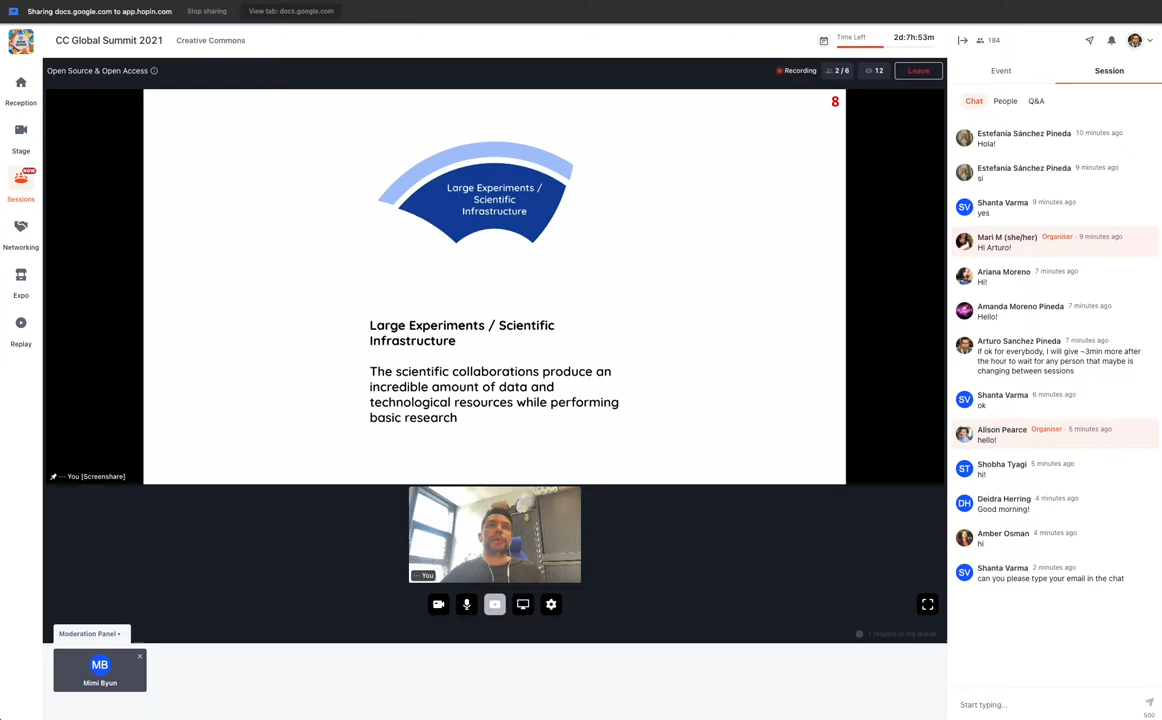 Sharing docs.google.com to app.hopin.com
Stop sharing
View tab: docs.google.com
CC Global Summit 2021
Creative Commons
Time Left
2d:7h:53m
184
Reception
Stage
NOW
Sessions
Networking
Expo
Replay
Open Source & Open Access
Recording
2 / 6
12
Leave
8
Large Experiments /
Scientific
Infrastructure
Large Experiments / Scientific
Infrastructure
The scientific collaborations produce an
incredible amount of data and
technological resources while performing
basic research
You [Screenshare]
You
Moderation Panel
? request in the queue
MB
Mimi Byun
Event
Session
Chat
People
Q&A
Estefanía Sánchez Pineda 10 minutes ago
Hola!
Estefanía Sánchez Pineda 9 minutes ago
si
SV
Shanta Varma 9 minutes ago
yes
Mari M (she/her) Organiser · 9 minutes ago
Hi Arturo!
Ariana Moreno 7 minutes ago
Hi!
Amanda Moreno Pineda 7 minutes ago
Hello!
Arturo Sanchez Pineda 7 minutes ago
if ok for everybody, I will give ~3min more after
the hour to wait for any person that maybe is
changing between sessions
SV
Shanta Varma 6 minutes ago
ok
Alison Pearce Organiser · 5 minutes ago
hello!
ST
Shobha Tyagi 5 minutes ago
hi!
DH
Deidra Herring 4 minutes ago
Good morning!
Amber Osman 4 minutes ago
hi
SV
Shanta Varma 2 minutes ago
can you please type your email in the chat
Start typing...
500